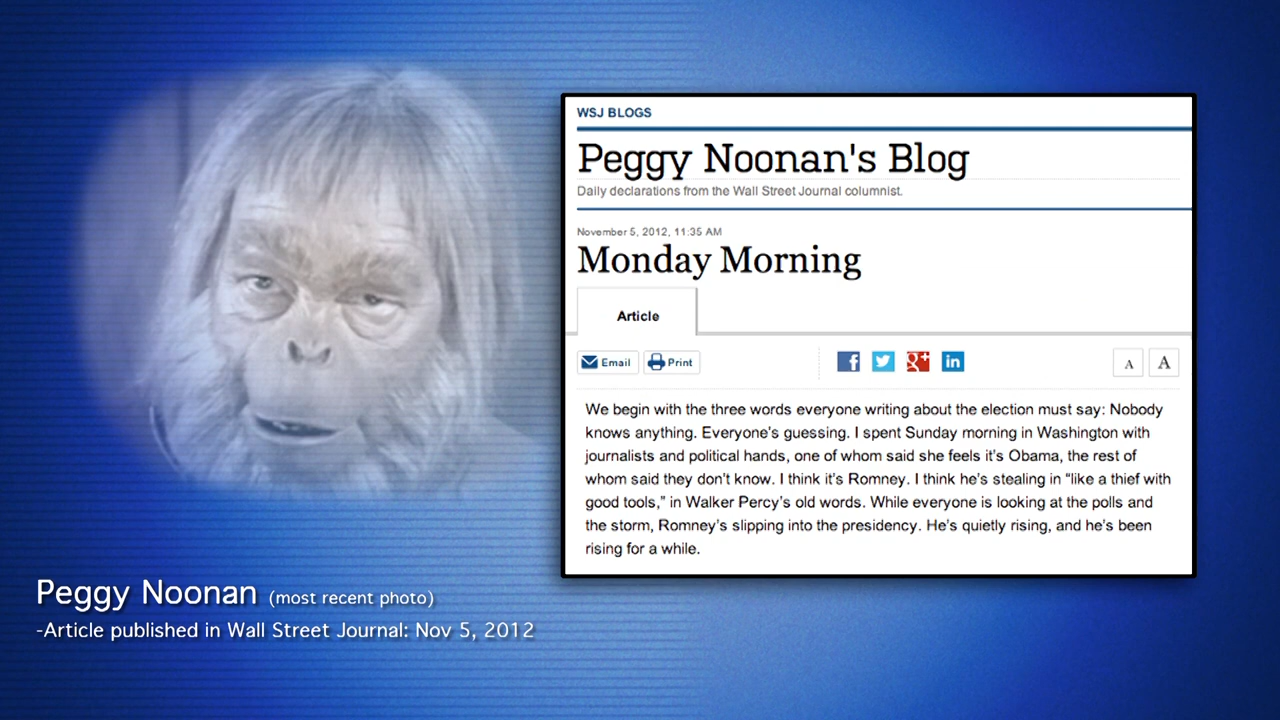 WSJ BLOGS
Peggy Noonan's Blog
Daily declarations from the Wall Street Journal columnist.
November 5, 2012, 11:35 AM
Monday Morning
Article
Email Print A A
We begin with the three words everyone writing about the election must say: Nobody
knows anything. Everyone's guessing. I spent Sunday morning in Washington with
journalists and political hands, one of whom said she feels it's Obama, the rest of
whom said they don't know. I think it's Romney. I think he's stealing in “like a thief with
good tools,” in Walker Percy's old words. While everyone is looking at the polls and
the storm, Romney's slipping into the presidency. He's quietly rising, and he's been
rising for a while.
Peggy Noonan (most recent photo)
-Article published in Wall Street Journal: Nov 5, 2012